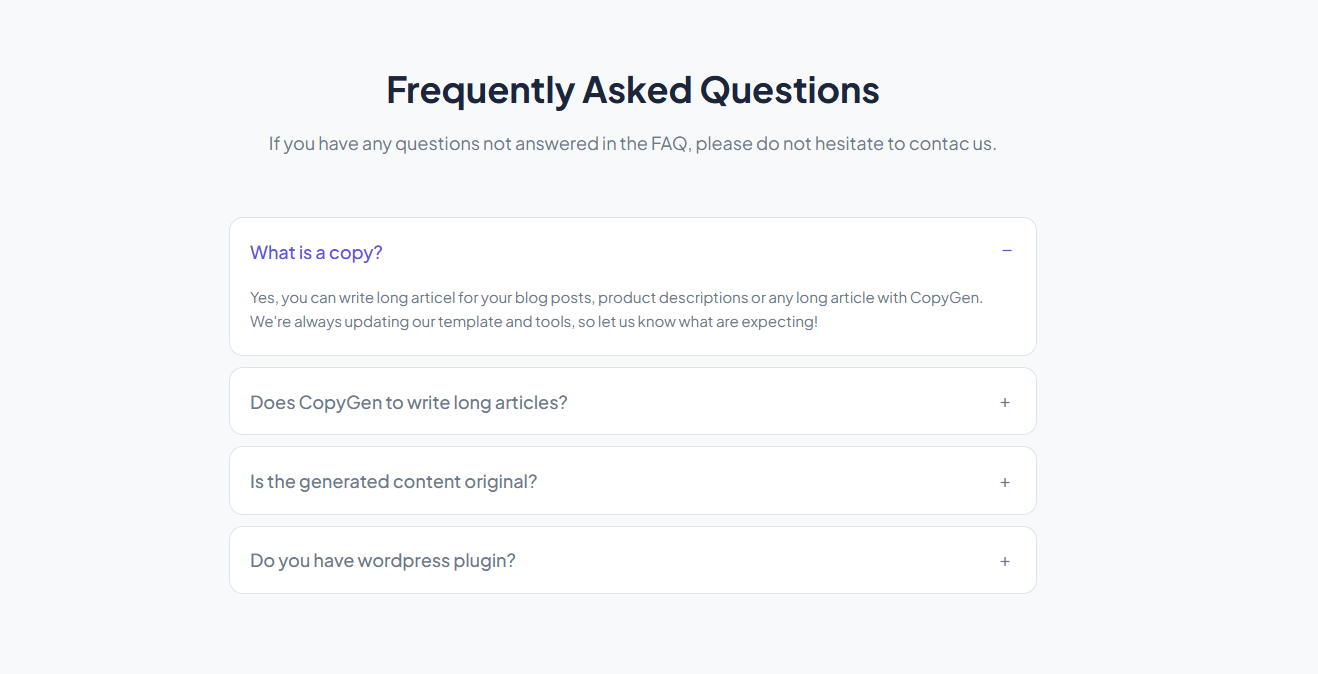 Frequently Asked Questions
If you have any questions not answered in the FAQ, please do not hesitate to contac us.
What is a copy? −
Yes, you can write long articel for your blog posts, product descriptions or any long article with CopyGen.
We're always updating our template and tools, so let us know what are expecting!
Does CopyGen to write long articles? +
Is the generated content original? +
Do you have wordpress plugin? +